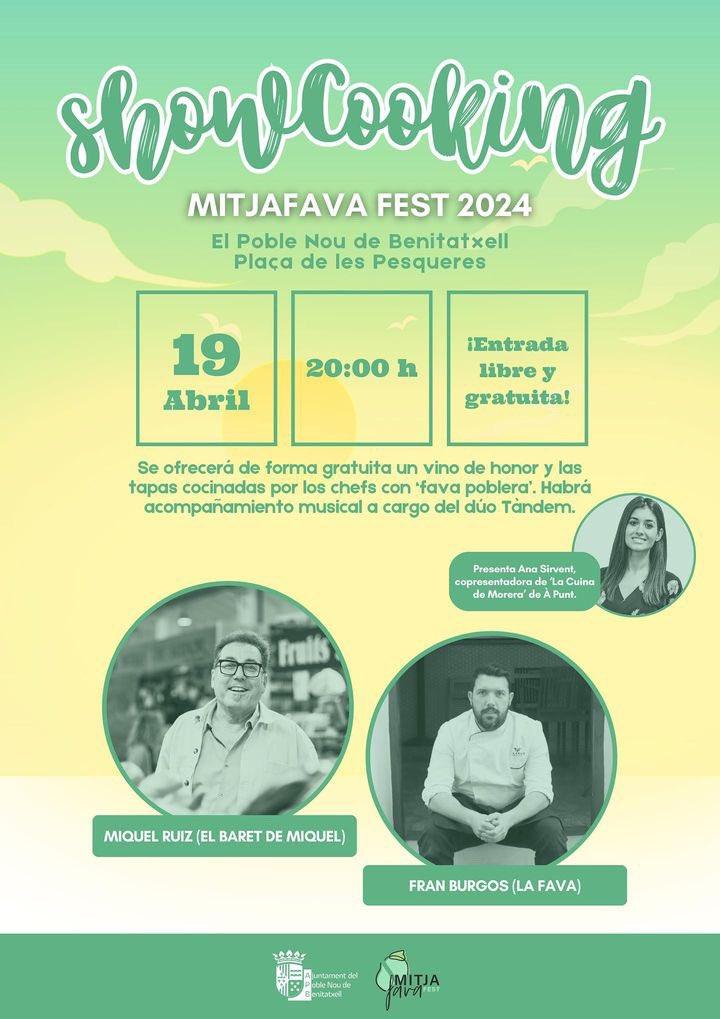 showCooking
MITJAFAVA FEST 2024
El Poble Nou de Benitatxell
Plaça de les Pesqueres
19
Abril
20:00 h
¡Entrada
libre y
gratuita!
Se ofrecerá de forma gratuita un vino de honor y las
tapas cocinadas por los chefs con ‘fava poblera’. Habrá
acompañamiento musical a cargo del dúo Tàndem.
Presenta Ana Sirvent,
copresentadora de ‘La Cuina
de Morera’ de À Punt.
Fruits
MIQUEL RUIZ (EL BARET DE MIQUEL)
FRAN BURGOS (LA FAVA)
Ajuntament del
Poble Nou de
Benitatxell
MITJA
fava FEST